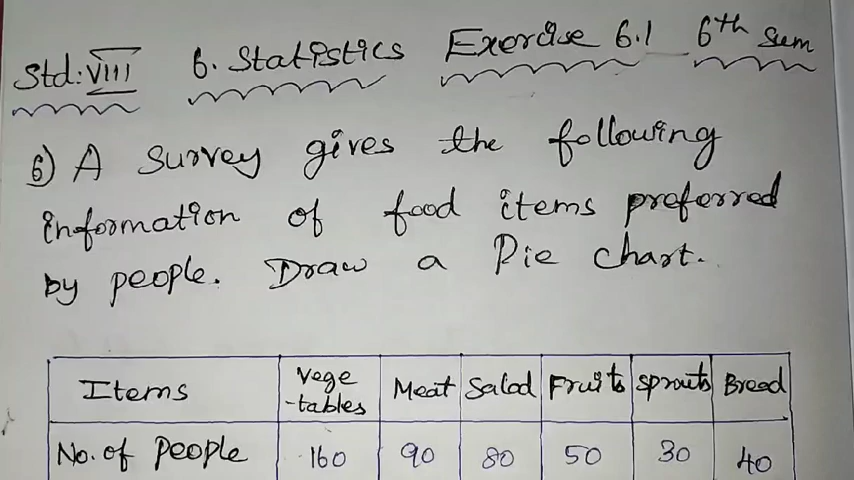 Std: VIII 6. Statistics Exercise 6.1 6th Sum
6) A Survey gives the following
information of food items preferred
by people. Draw a Pie chart.
Items Vege-tables Meat Salad Fruits Sprouts Bread
No. of People 160 90 80 50 30 40